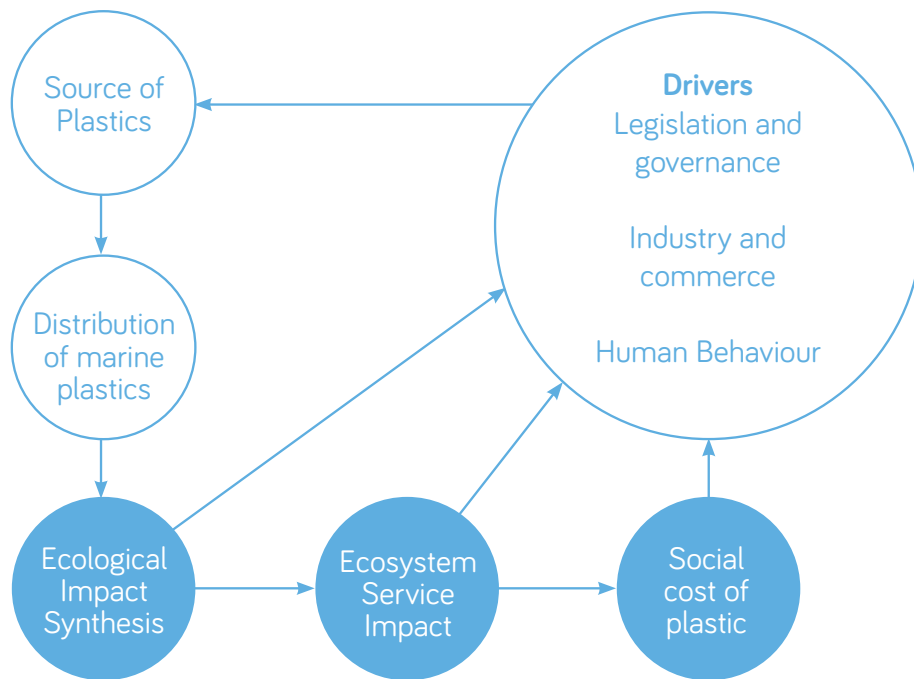 Source of
Plastics
Drivers
Legislation and
governance
Industry and
commerce
Human Behaviour
Distribution
of marine
plastics
Ecological
Impact
Synthesis
Ecosystem
Service
Impact
Social
cost of
plastic